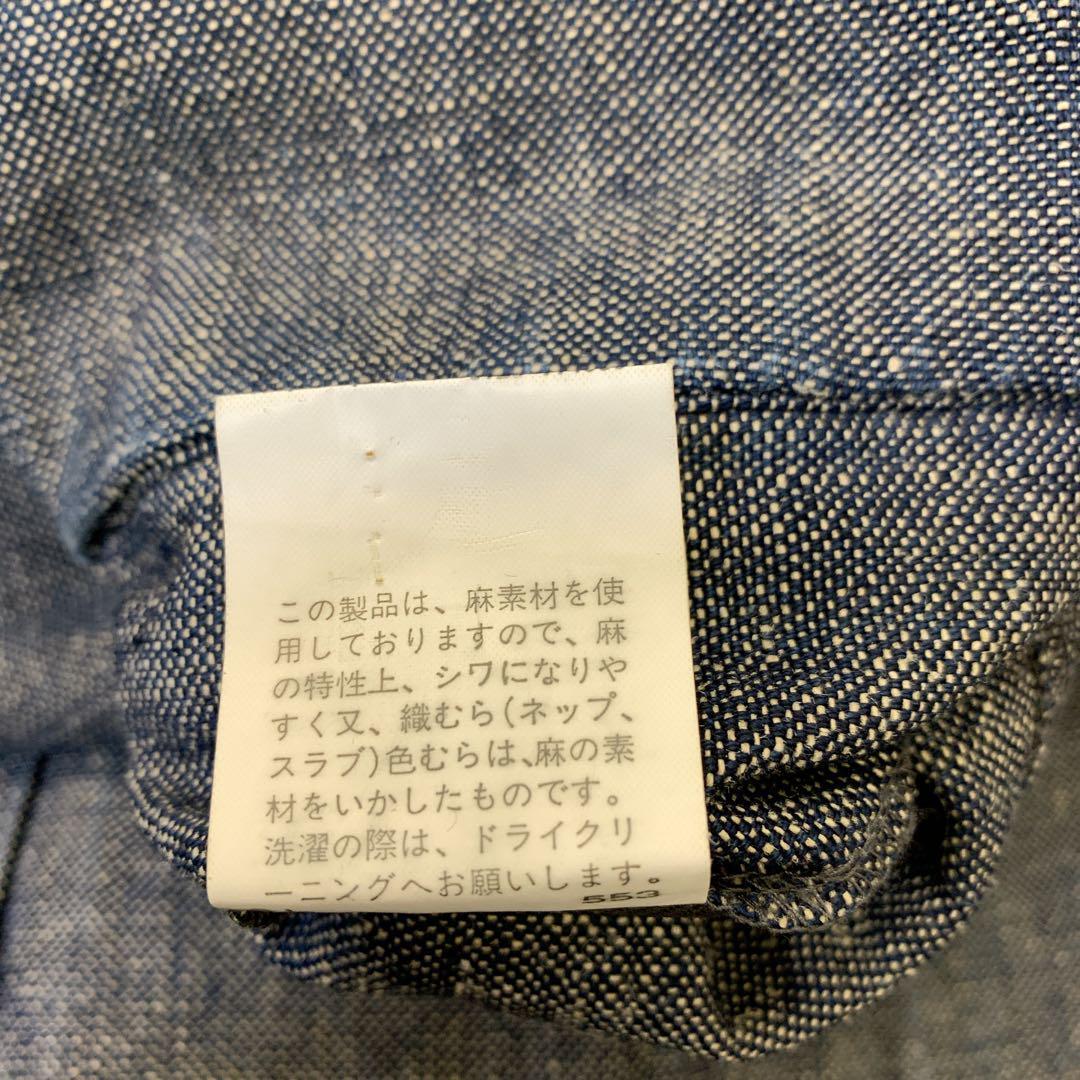 この製品は、麻素材を使
用しておりますので、麻
の特性上、シワになりや
すく又、織むら(ネップ、
スラブ)色むらは、麻の素
材をいかしたものです。
洗濯の際は、ドライクリ
ーニングへお願いします。
553